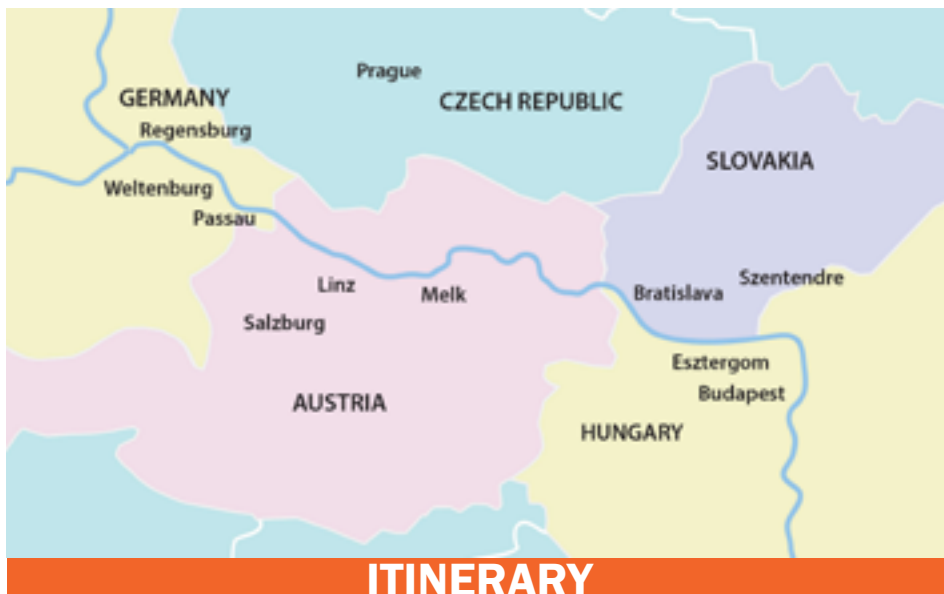 Prague
GERMANY
CZECH REPUBLIC
Regensburg
SLOVAKIA
Weltenburg
Passau
Szentendre
Linz
Melk
Bratislava
Salzburg
Esztergom
Budapest
AUSTRIA
HUNGARY
ITINERARY